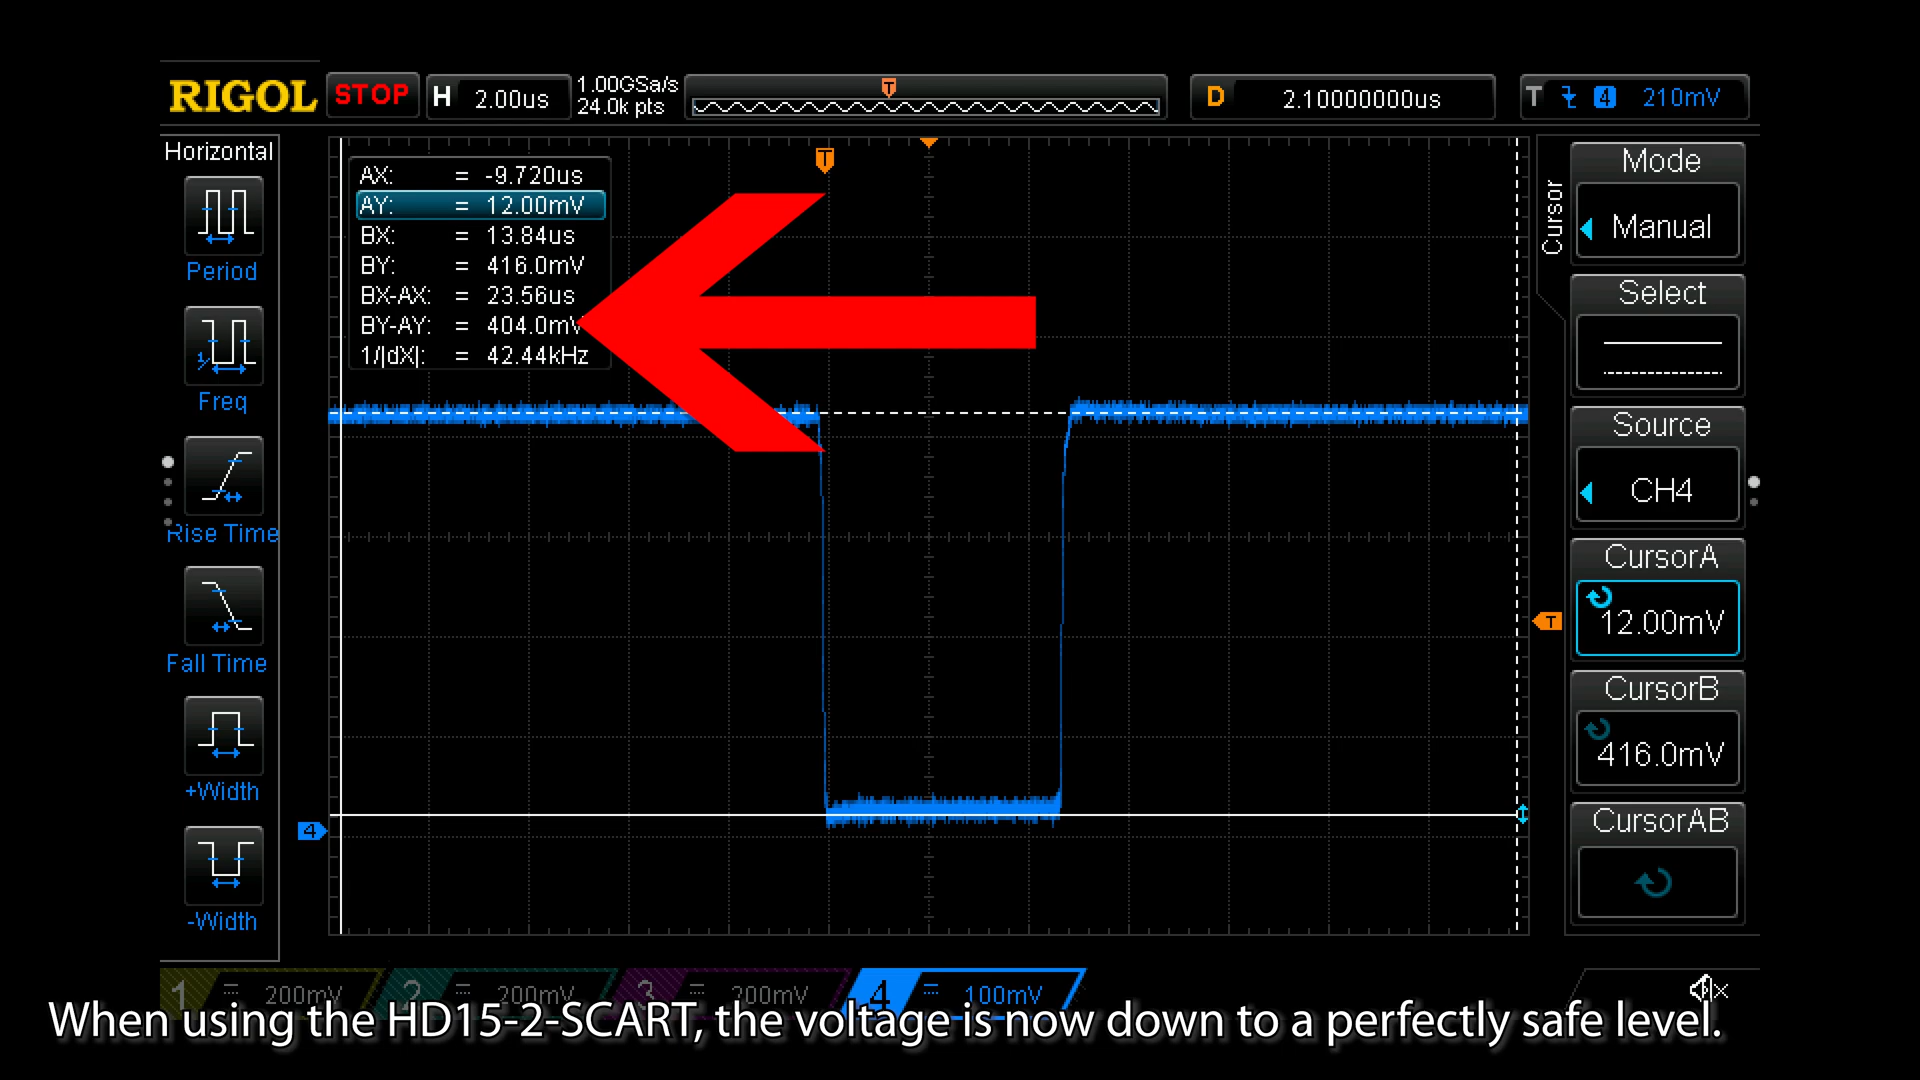 RIGOL STOP H 2.00us 1.00GSa/s 24.0k pts T D 2.10000000us T 4 210mV
Horizontal
Period
Freq
Rise Time
Fall Time
+Width
-Width
T
AX: = -9.720us
AY: = 12.00mV
BX: = 13.84us
BY: = 416.0mV
BX-AX: = 23.56us
BY-AY: = 404.0mV
1/|dX|: = 42.44kHz
4
T
Cursor
Mode
Manual
Select
Source
CH4
CursorA
12.00mV
CursorB
416.0mV
CursorAB
1 200mV 2 200mV 3 200mV 4 100mV
When using the HD15-2-SCART, the voltage is now down to a perfectly safe level.